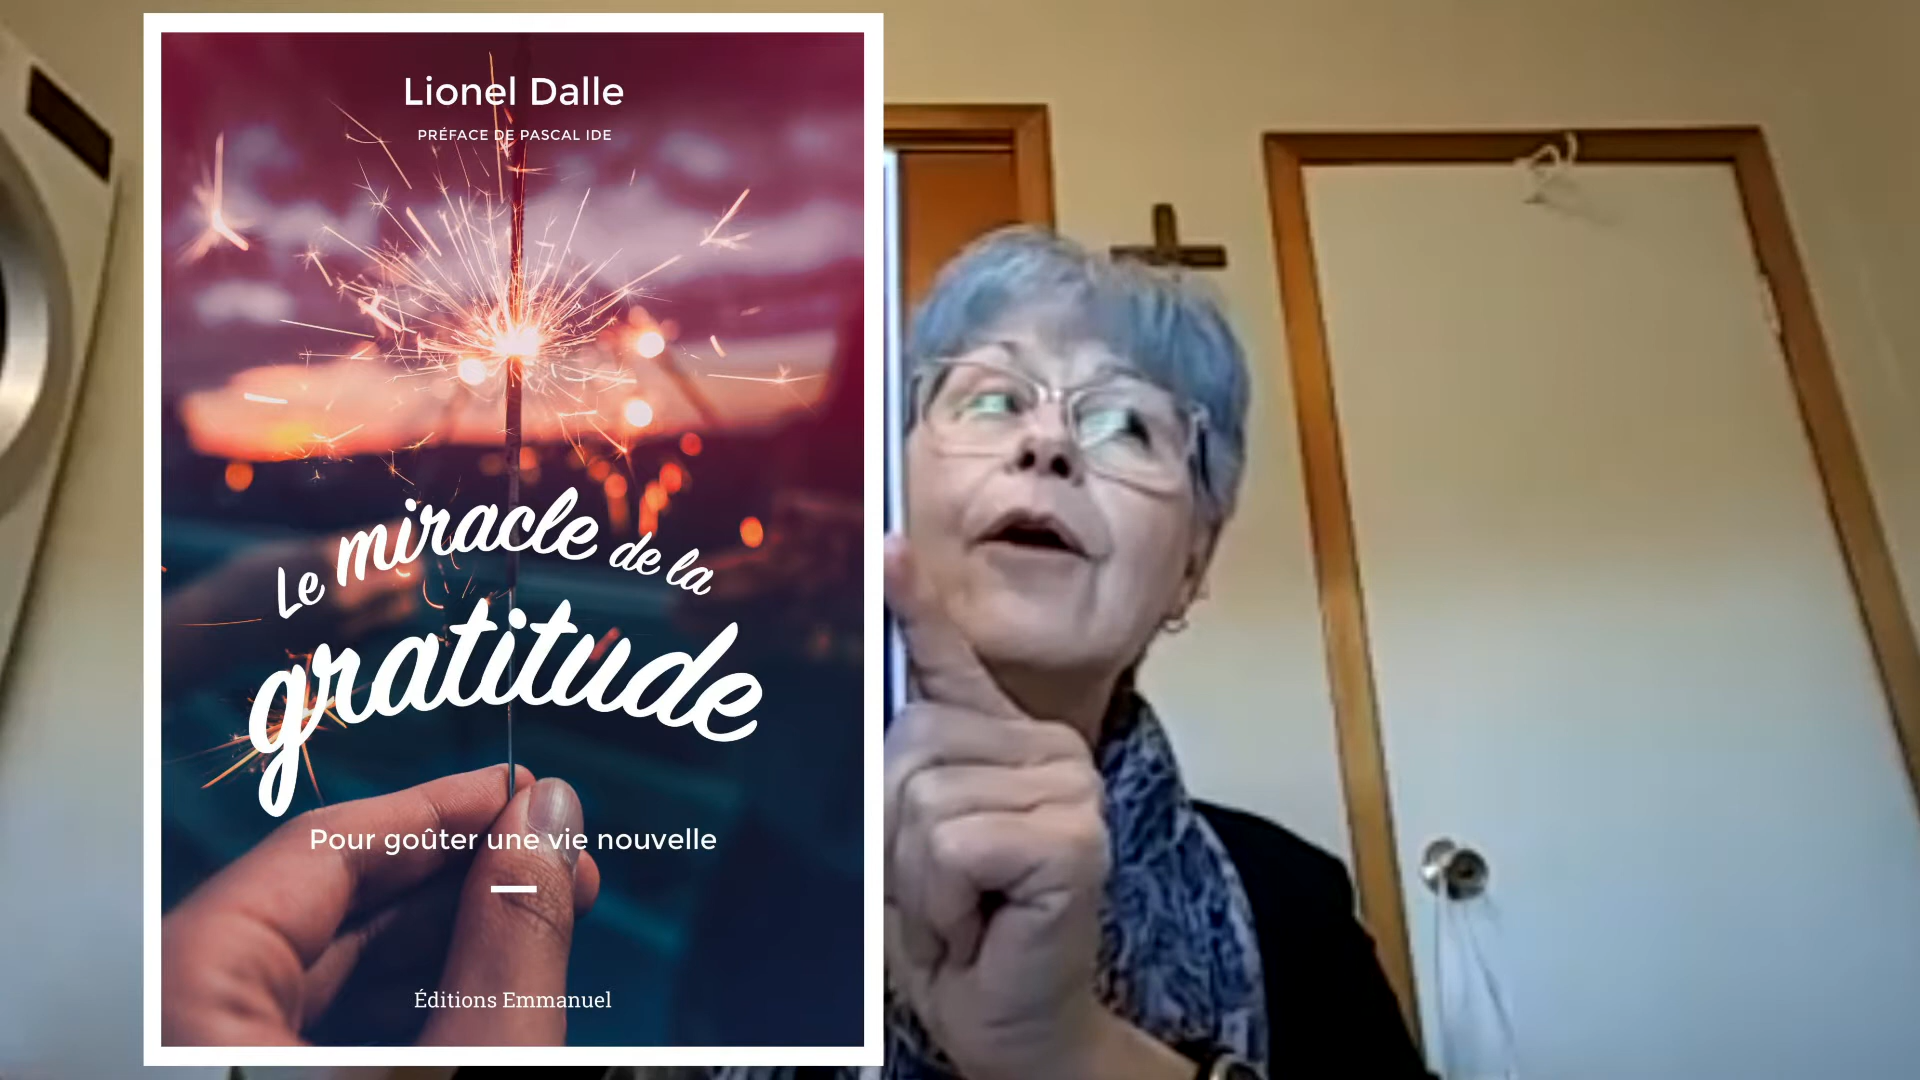 Lionel Dalle
PRÉFACE DE PASCAL IDE
Le miracle de la
gratitude
Pour goûter une vie nouvelle
Éditions Emmanuel